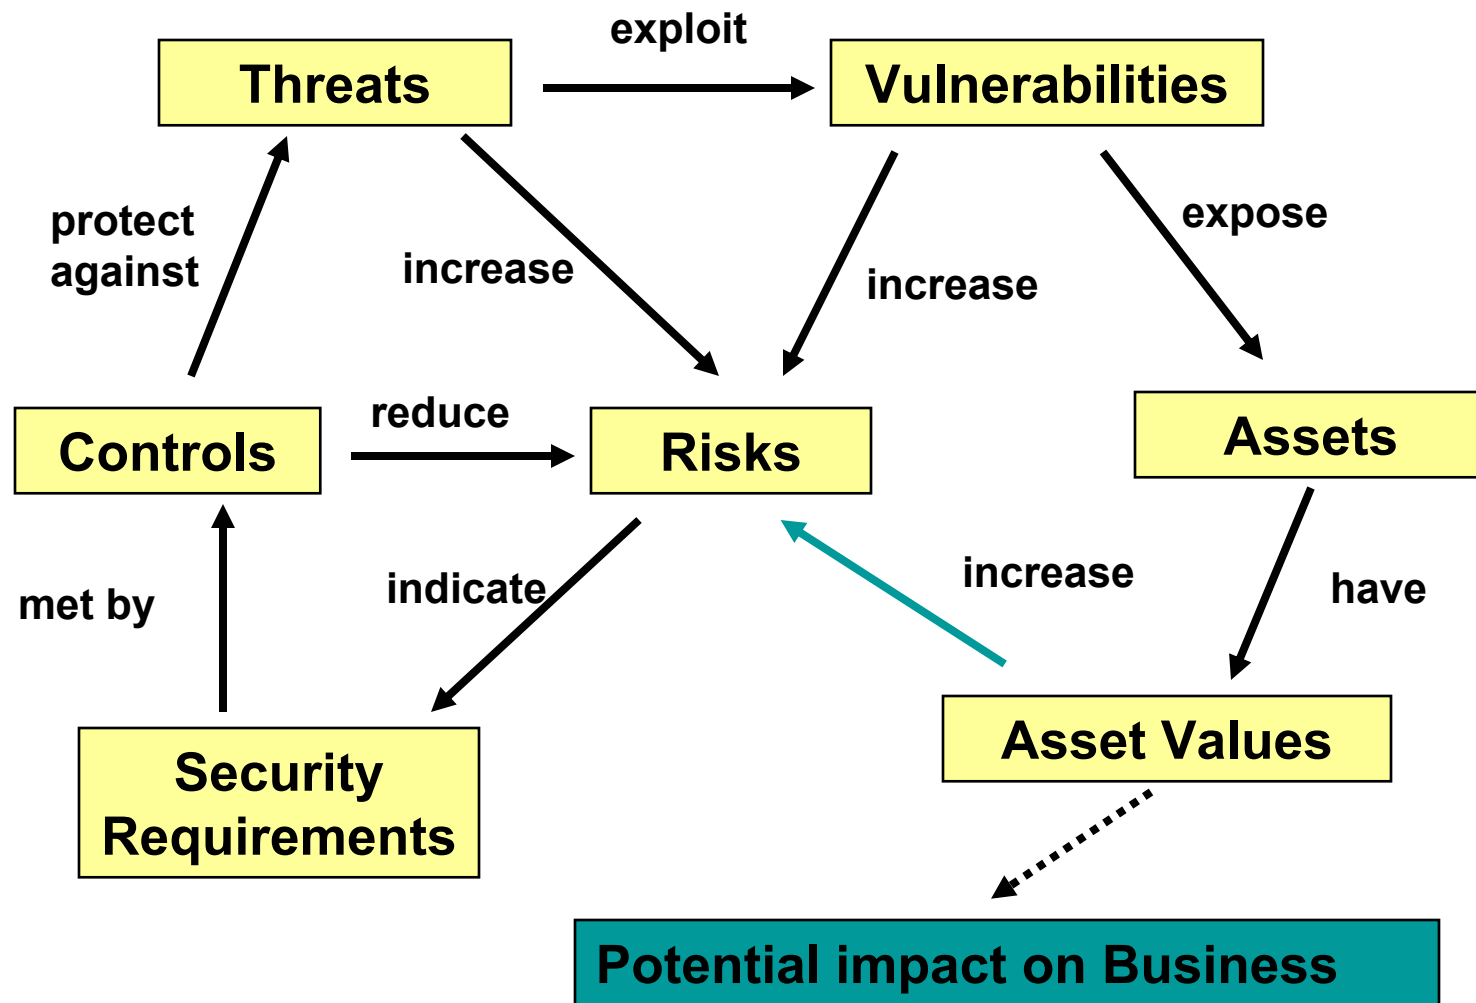 exploit
Threats
Vulnerabilities
protect
against
increase
increase
expose
Controls
reduce
Risks
Assets
met by
indicate
increase
have
Security
Requirements
Asset Values
Potential impact on Business